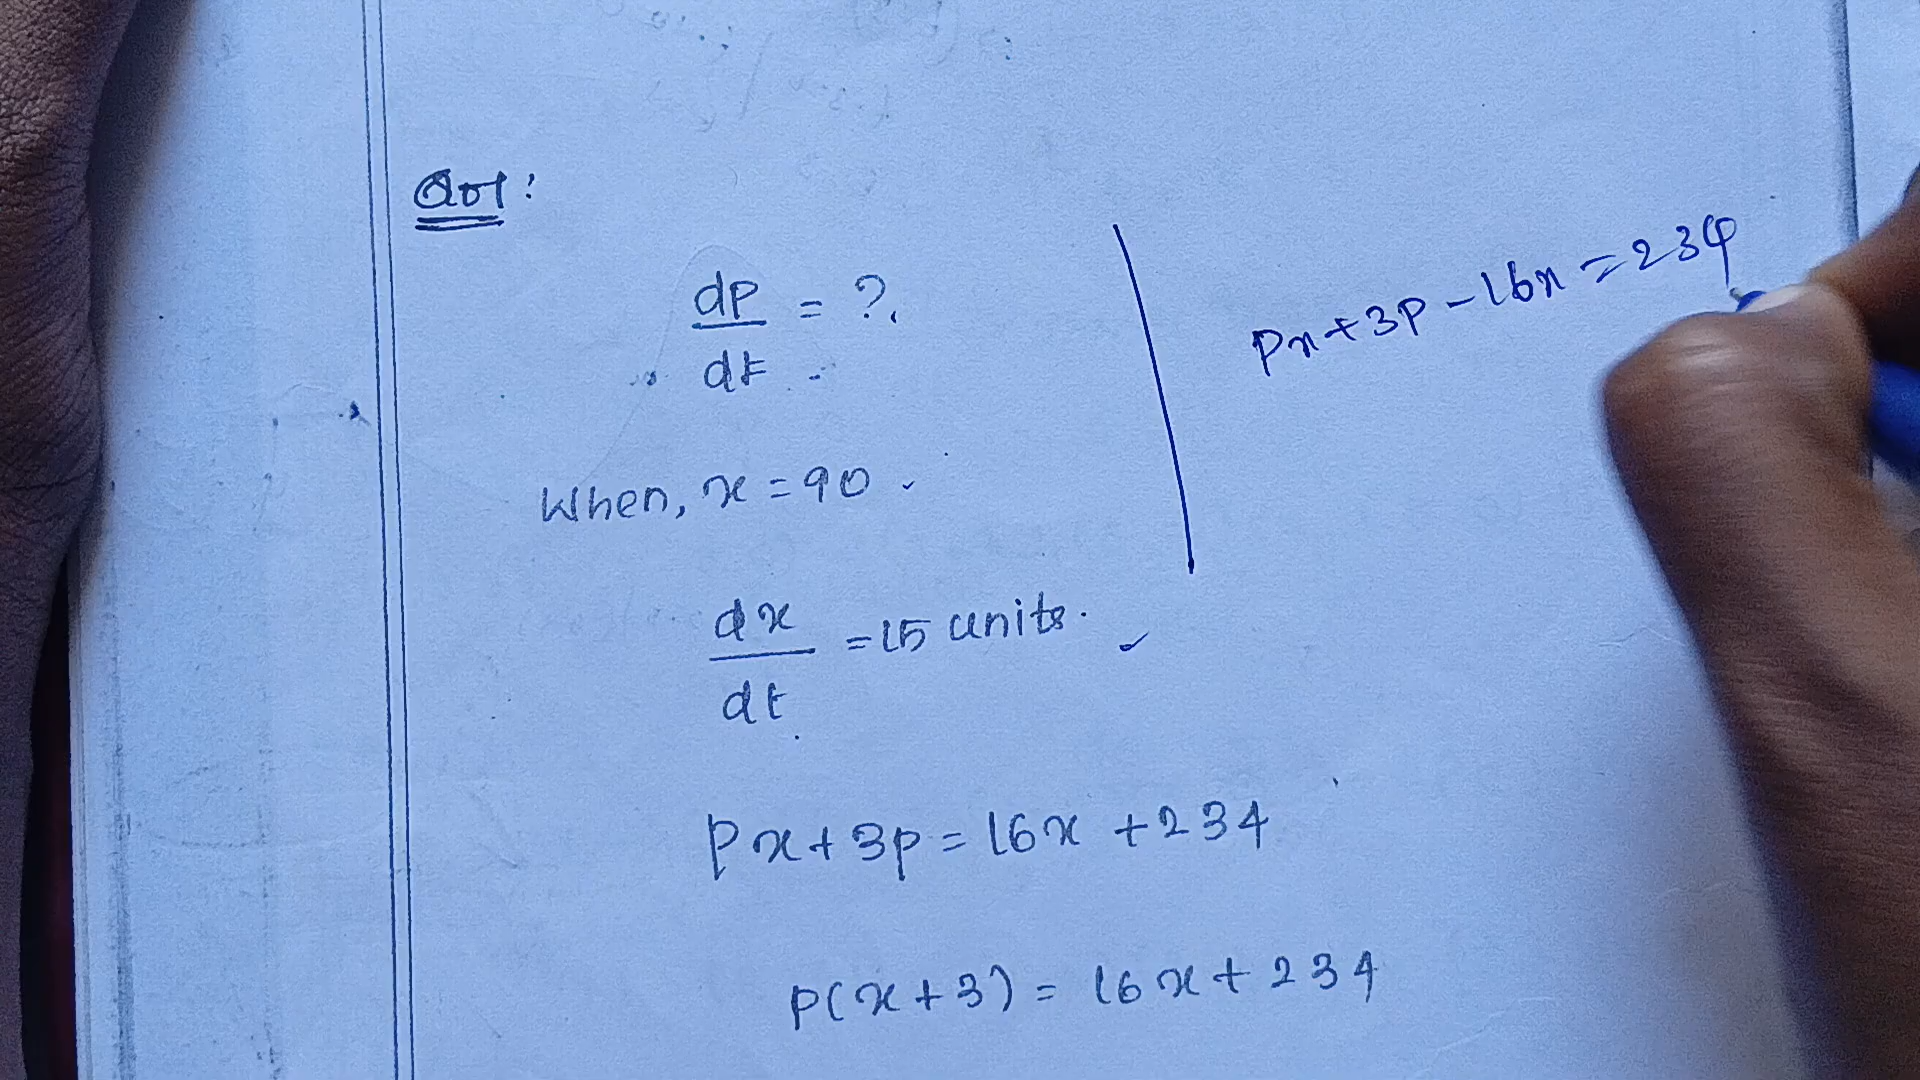 Qo1:
dp/dt = ?
px+3p-16x=234
When, x=90.
dx/dt =15 units.
px+3p=16x+234
p(x+3)= 16x+234